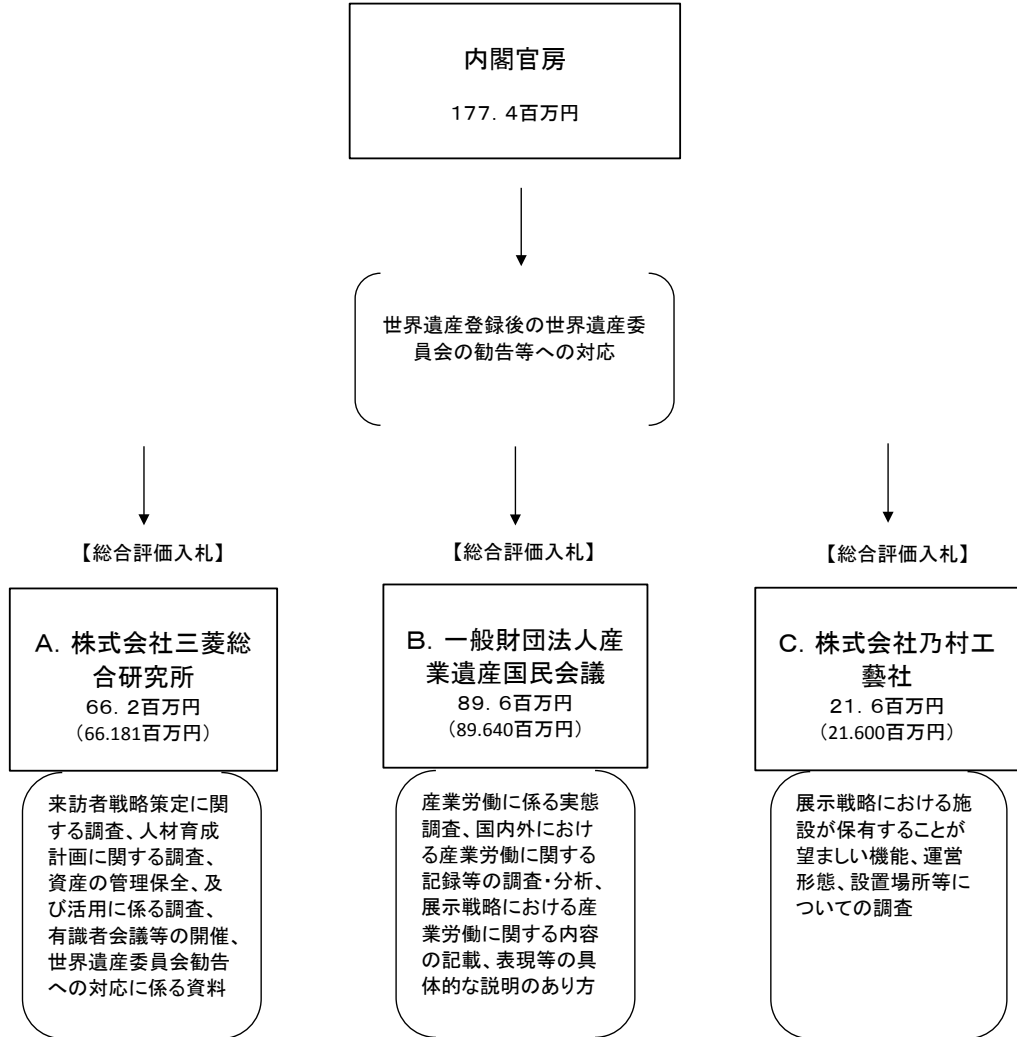 内閣官房
177．4百万円
世界遺産登録後の世界遺産委
員会の勧告等への対応
【総合評価入札】
【総合評価入札】
【総合評価入札】
A．株式会社三菱総
合研究所
66．2百万円
（66.181百万円）
B．一般財団法人産
業遺産国民会議
89．6百万円
（89.640百万円）
C．株式会社乃村工
藝社
21．6百万円
（21.600百万円）
来訪者戦略策定に関
する調査、人材育成
計画に関する調査、
資産の管理保全、及
び活用に係る調査、
有識者会議等の開催、
世界遺産委員会勧告
への対応に係る資料
産業労働に係る実態
調査、国内外におけ
る産業労働に関する
記録等の調査・分析、
展示戦略における産
業労働に関する内容
の記載、表現等の具
体的な説明のあり方
展示戦略における施
設が保有することが
望ましい機能、運営
形態、設置場所等に
ついての調査